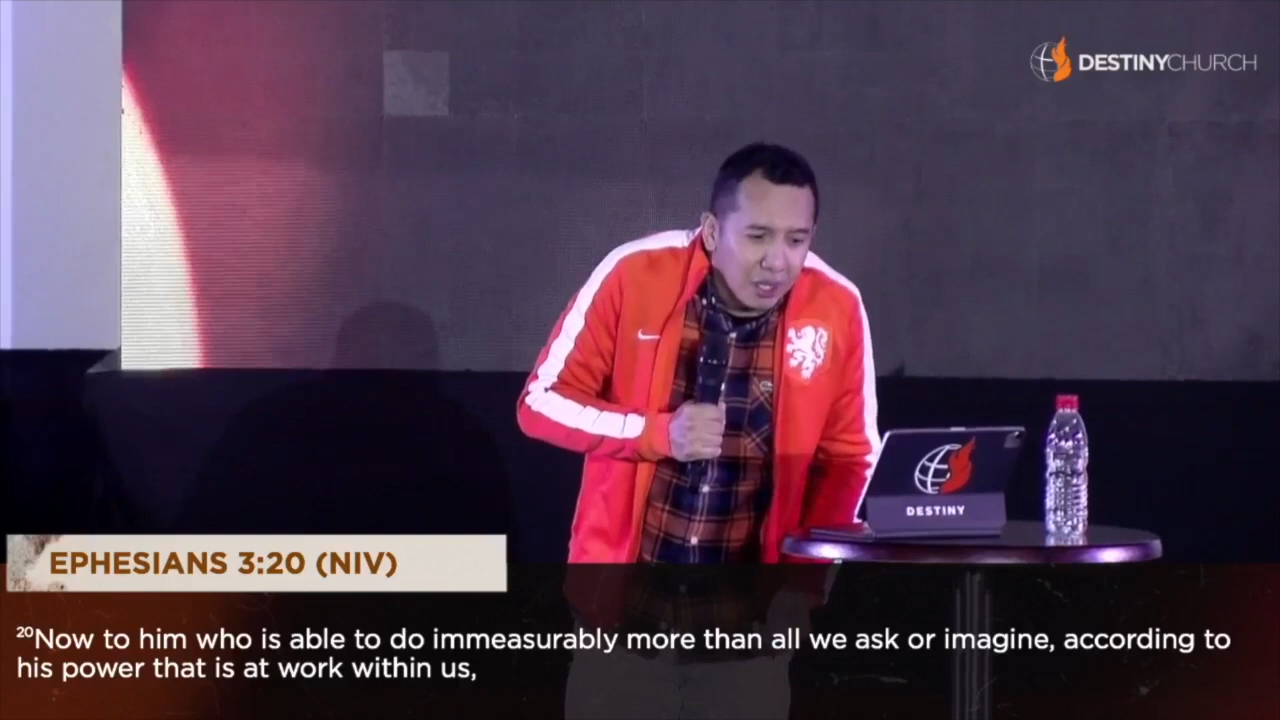 DESTINYCHURCH
DESTINY
EPHESIANS 3:20 (NIV)
²⁰Now to him who is able to do immeasurably more than all we ask or imagine, according to
his power that is at work within us,